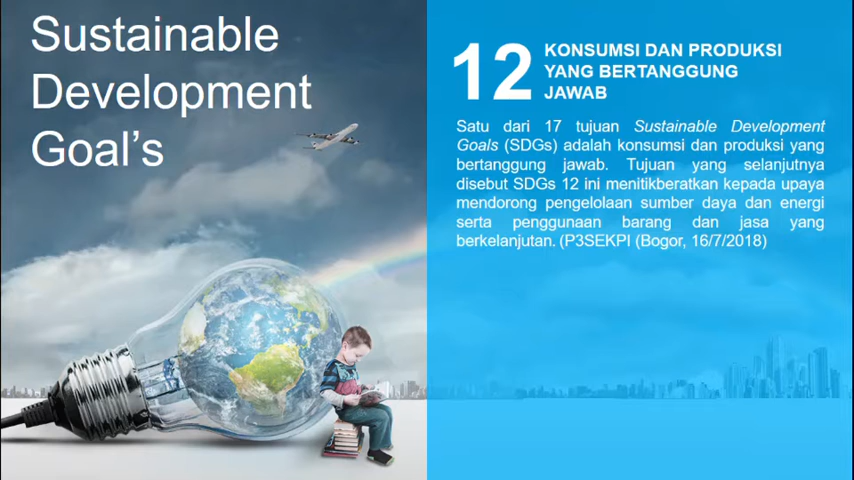 Sustainable
Development
Goal's
12
KONSUMSI DAN PRODUKSI
YANG BERTANGGUNG
JAWAB
Satu dari 17 tujuan Sustainable Development
Goals (SDGs) adalah konsumsi dan produksi yang
bertanggung jawab. Tujuan yang selanjutnya
disebut SDGs 12 ini menitikberatkan kepada upaya
mendorong pengelolaan sumber daya dan energi
serta penggunaan barang dan jasa yang
berkelanjutan. (P3SEKPI (Bogor, 16/7/2018)